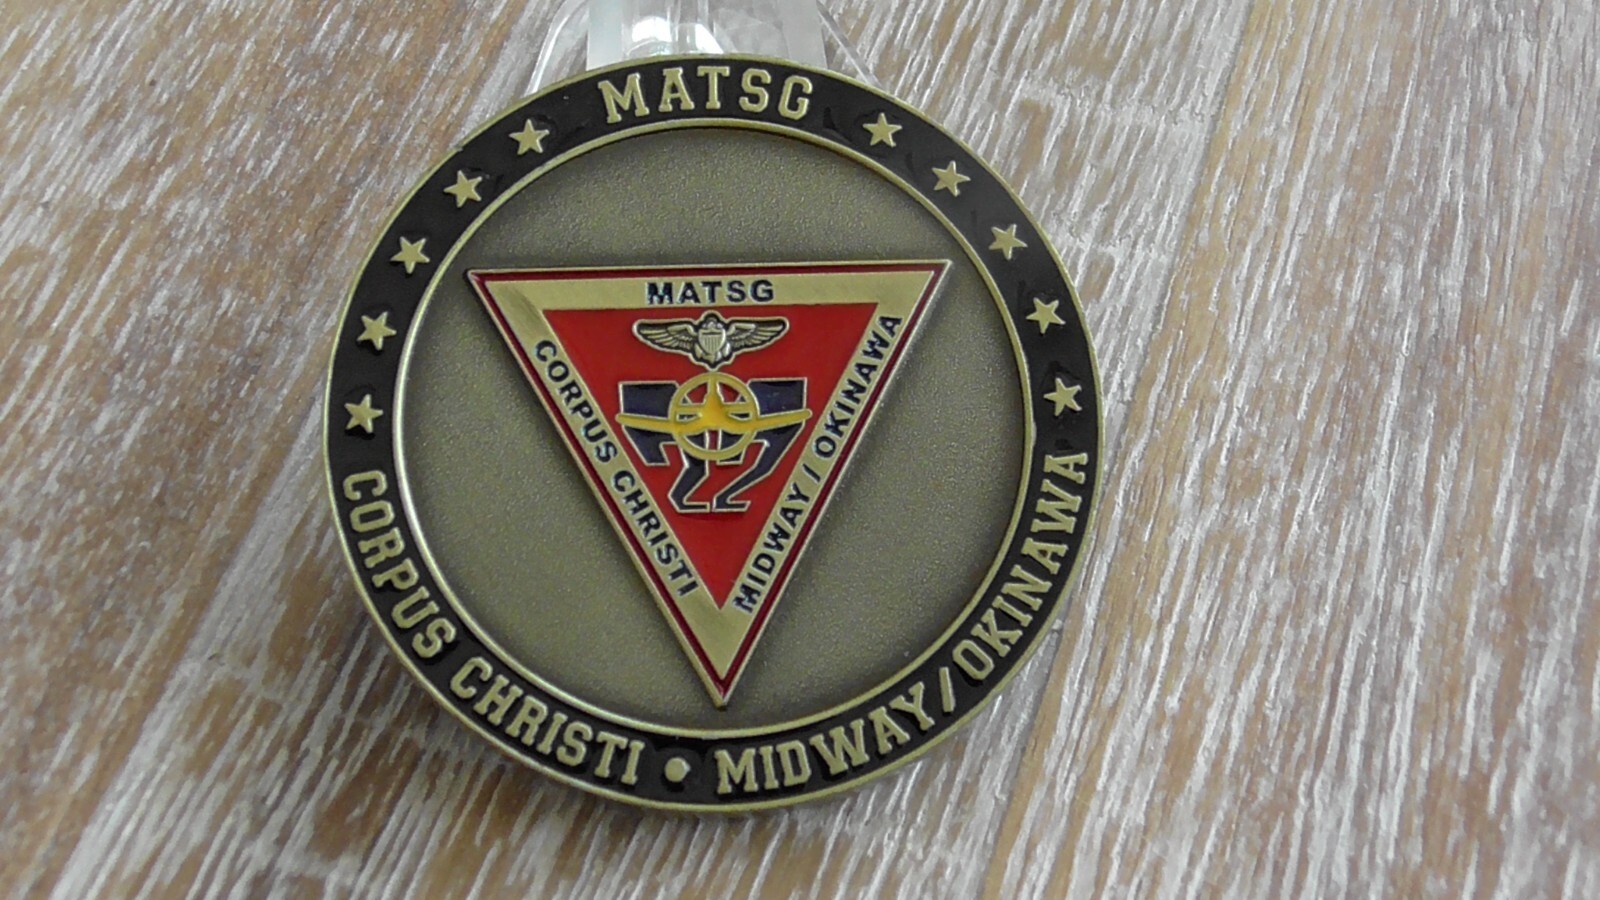 MATSG
CORPUS CHRISTI • MIDWAY/OKINAWA
MATSG
CORPUS CHRISTI
MIDWAY / OKINAWA
22